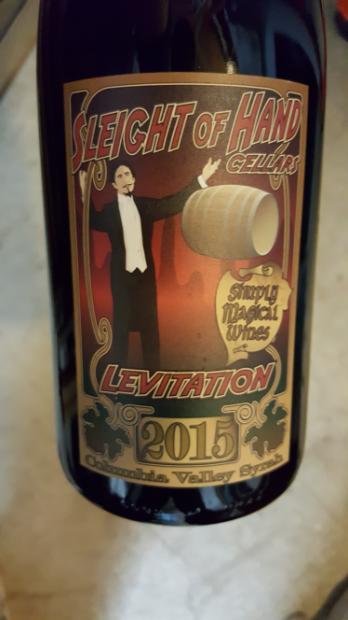 SLEIGHT OF HAND
CELLARS
Simply
Magical
Wines
LEVITATION
2015
Columbia Valley Syrah